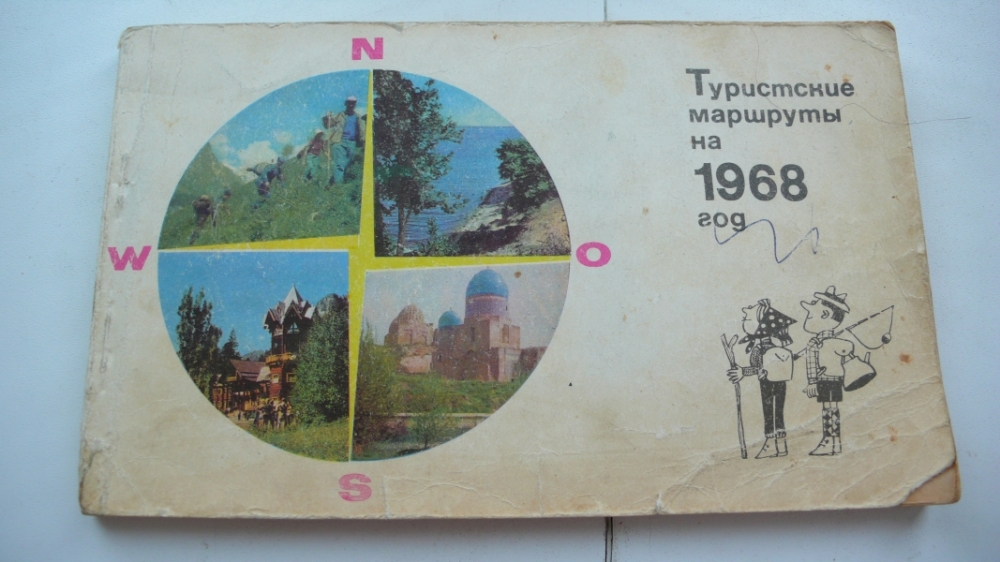 N
W
O
S
Туристские
маршруты
на
1968
год